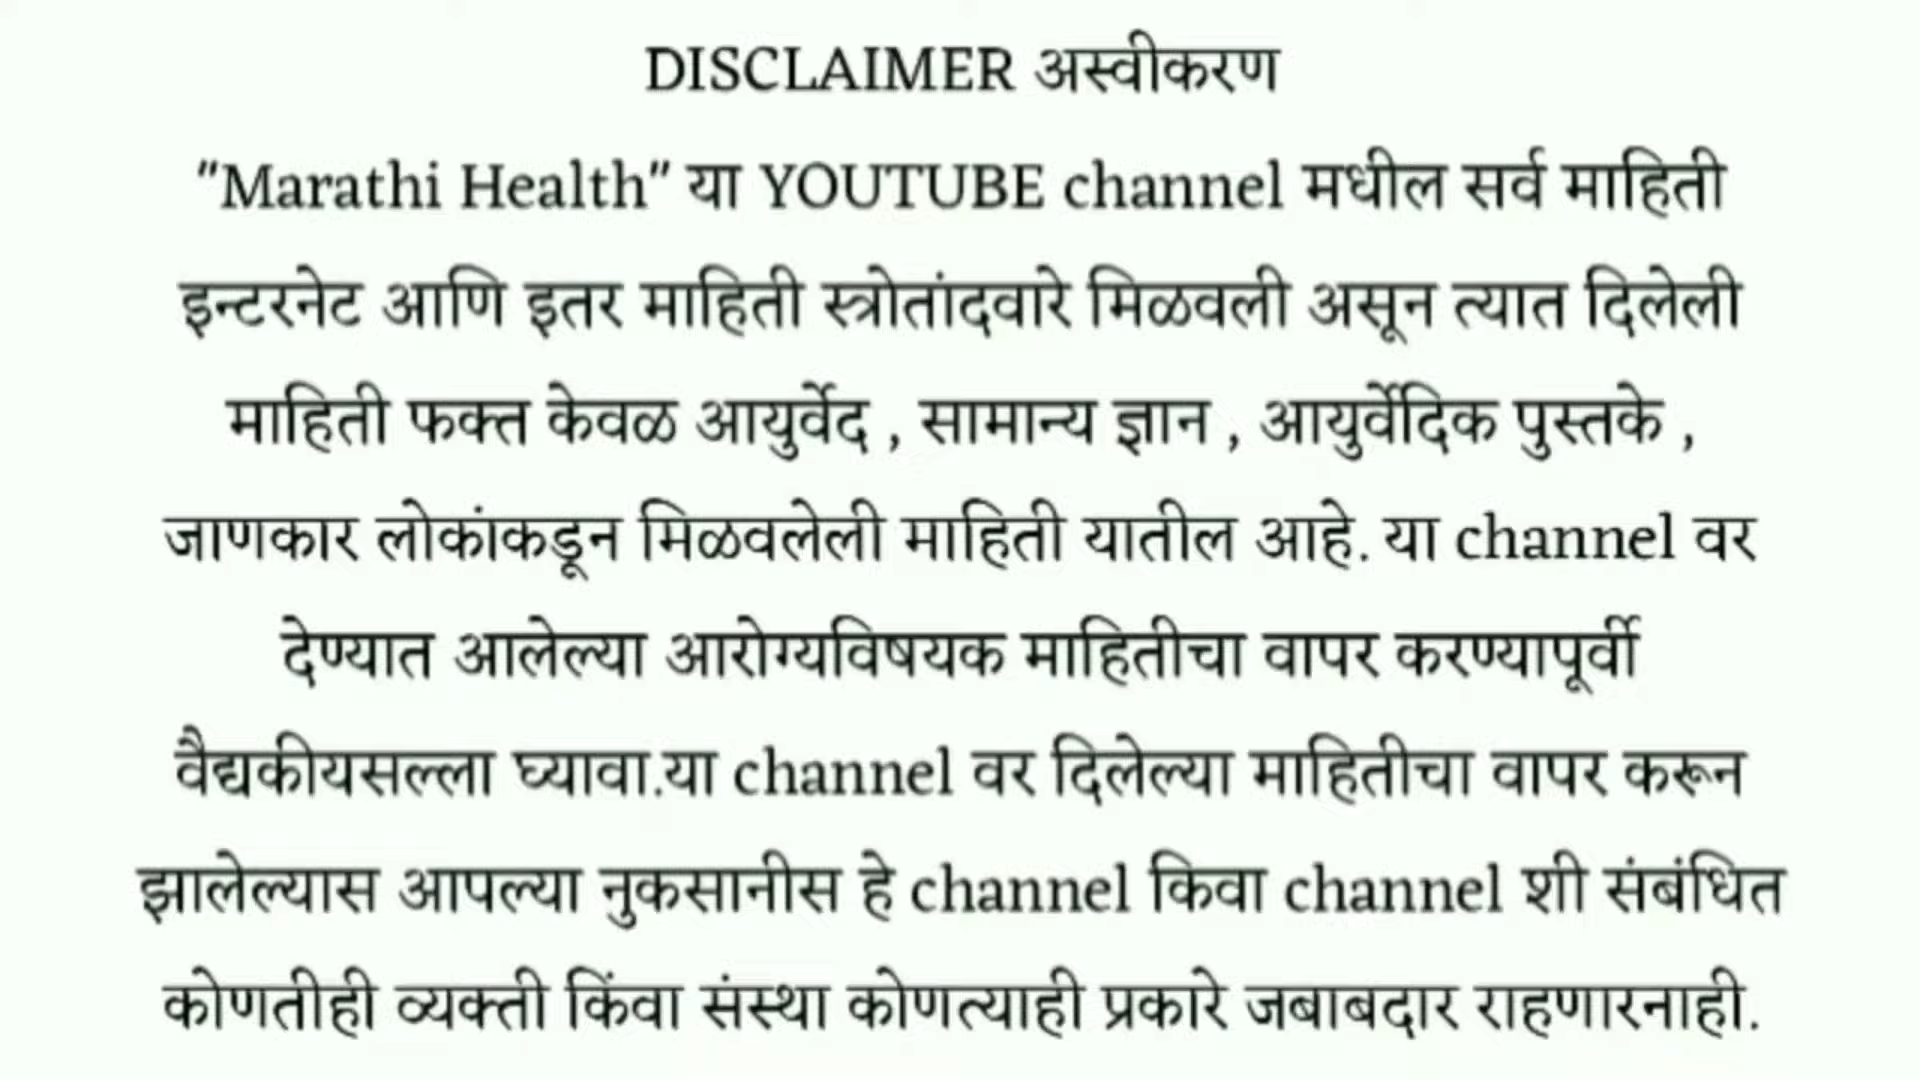 DISCLAIMER अस्वीकरण
"Marathi Health" या YOUTUBE channel मधील सर्व माहिती
इन्टरनेट आणि इतर माहिती स्त्रोतांदवारे मिळवली असून त्यात दिलेली
माहिती फक्त केवळ आयुर्वेद , सामान्य ज्ञान , आयुर्वेदिक पुस्तके ,
जाणकार लोकांकडून मिळवलेली माहिती यातील आहे. या channel वर
देण्यात आलेल्या आरोग्यविषयक माहितीचा वापर करण्यापूर्वी
वैद्यकीयसल्ला घ्यावा.या channel वर दिलेल्या माहितीचा वापर करून
झालेल्यास आपल्या नुकसानीस हे channel किवा channel शी संबंधित
कोणतीही व्यक्ती किंवा संस्था कोणत्याही प्रकारे जबाबदार राहणारनाही.